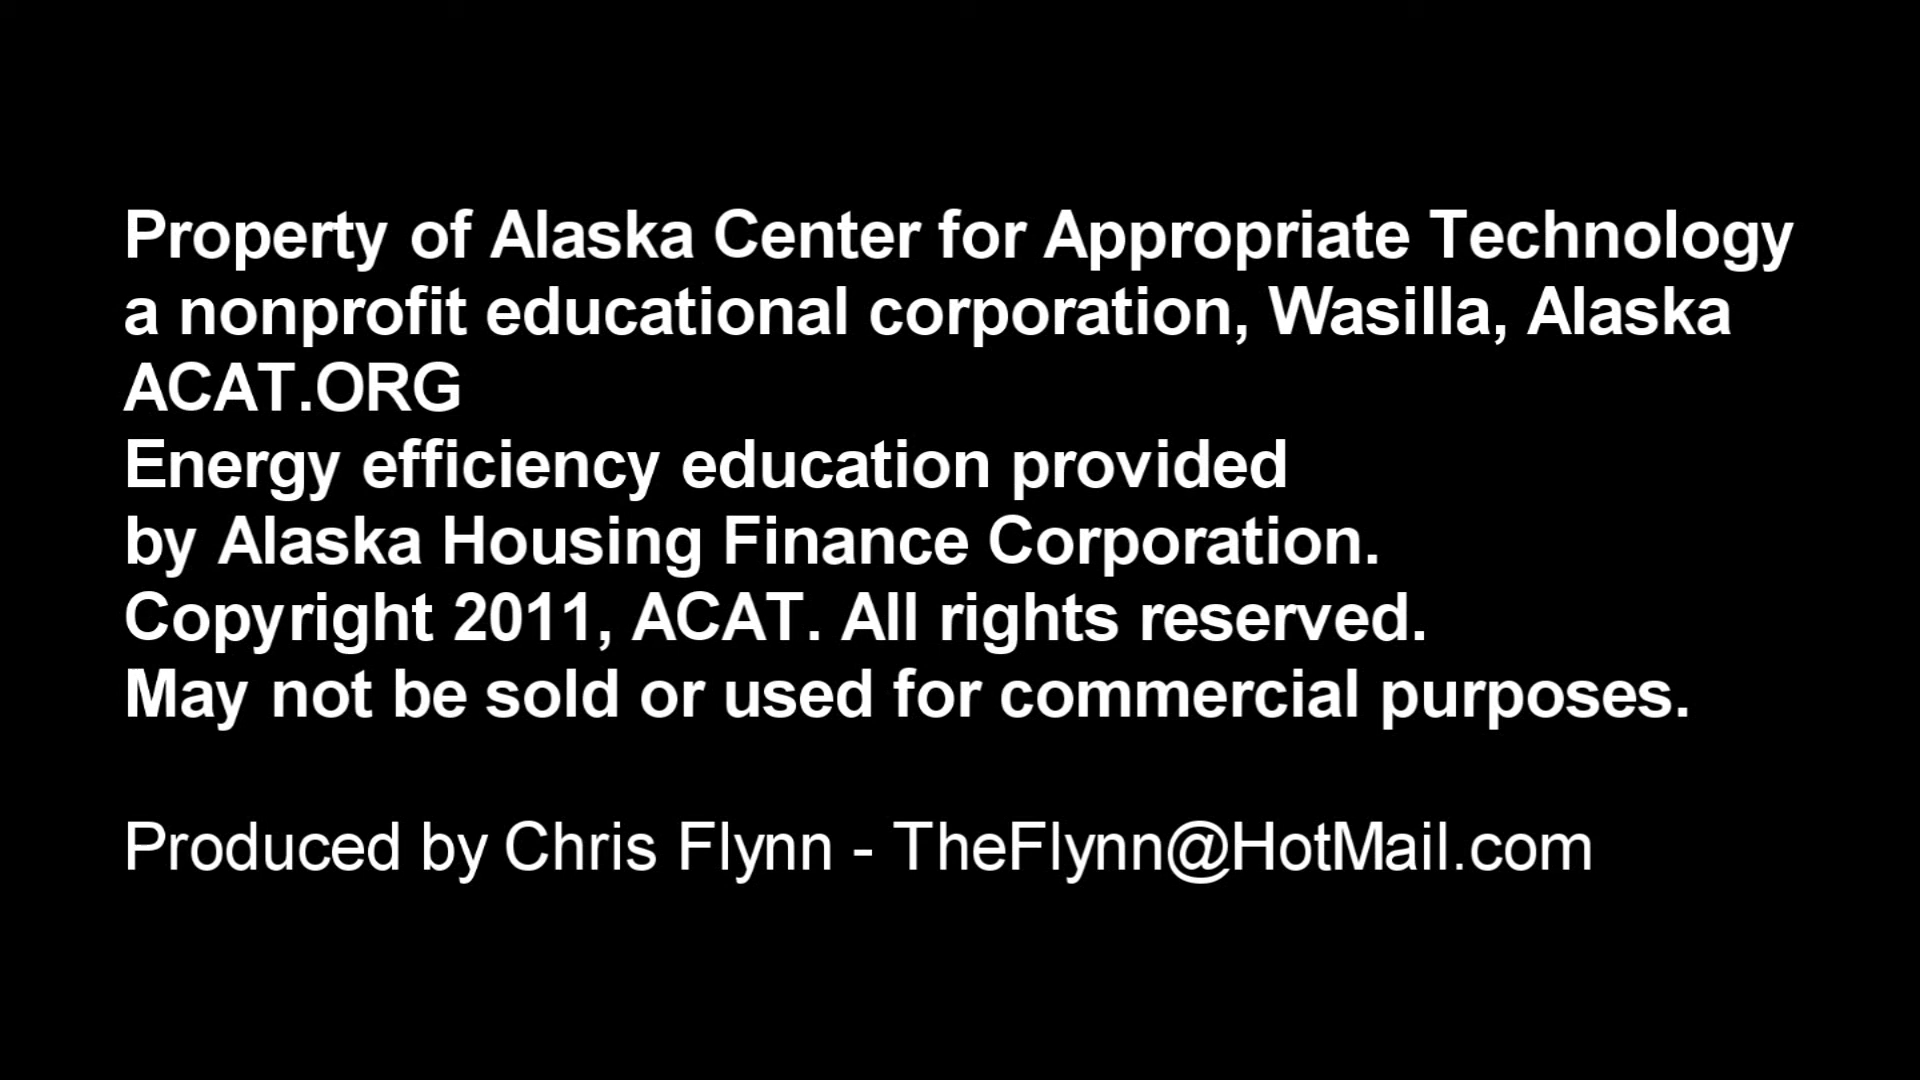 Property of Alaska Center for Appropriate Technology
a nonprofit educational corporation, Wasilla, Alaska
ACAT.ORG
Energy efficiency education provided
by Alaska Housing Finance Corporation.
Copyright 2011, ACAT. All rights reserved.
May not be sold or used for commercial purposes.
Produced by Chris Flynn - TheFlynn@HotMail.com